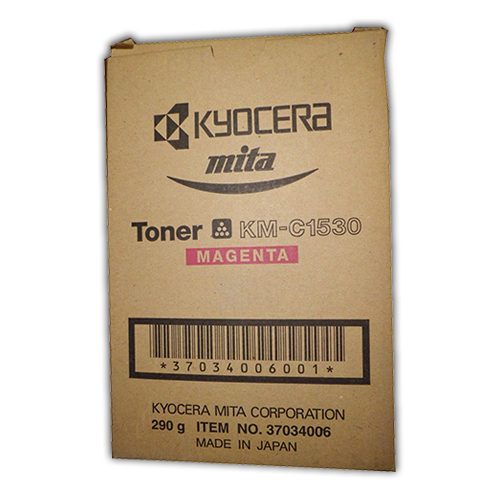 KYOCERA
mita
Toner KM-C1530
MAGENTA
*37034006001*
KYOCERA MITA CORPORATION
290 g ITEM NO. 37034006
MADE IN JAPAN